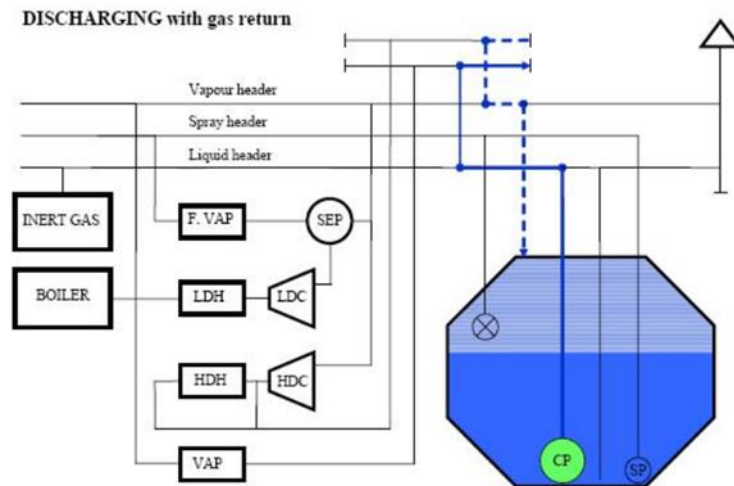 DISCHARGING with gas return
Vapour header
Spray header
Liquid header
INERT GAS
F. VAP
SEP
BOILER
LDH
LDC
HDH
HDC
VAP
CP
SP